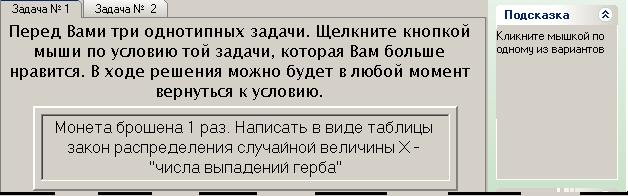 Задача № 1
Задача № 2
Перед Вами три однотипных задачи. Щелкните кнопкой
мыши по условию той задачи, которая Вам больше
нравится. В ходе решения можно будет в любой момент
вернуться к условию.
Монета брошена 1 раз. Написать в виде таблицы
закон распределения случайной величины X -
"числа выпадений герба"
Подсказка
Кликните мышкой по
одному из вариантов